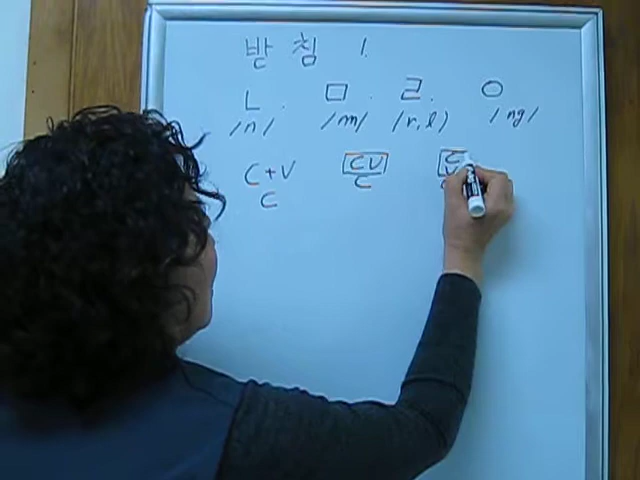 받침 1.
ㄴ. ㅁ. ㄹ. ㅇ
/n/ /m/ /r, l/ /ng/
C+V CV C
C C V